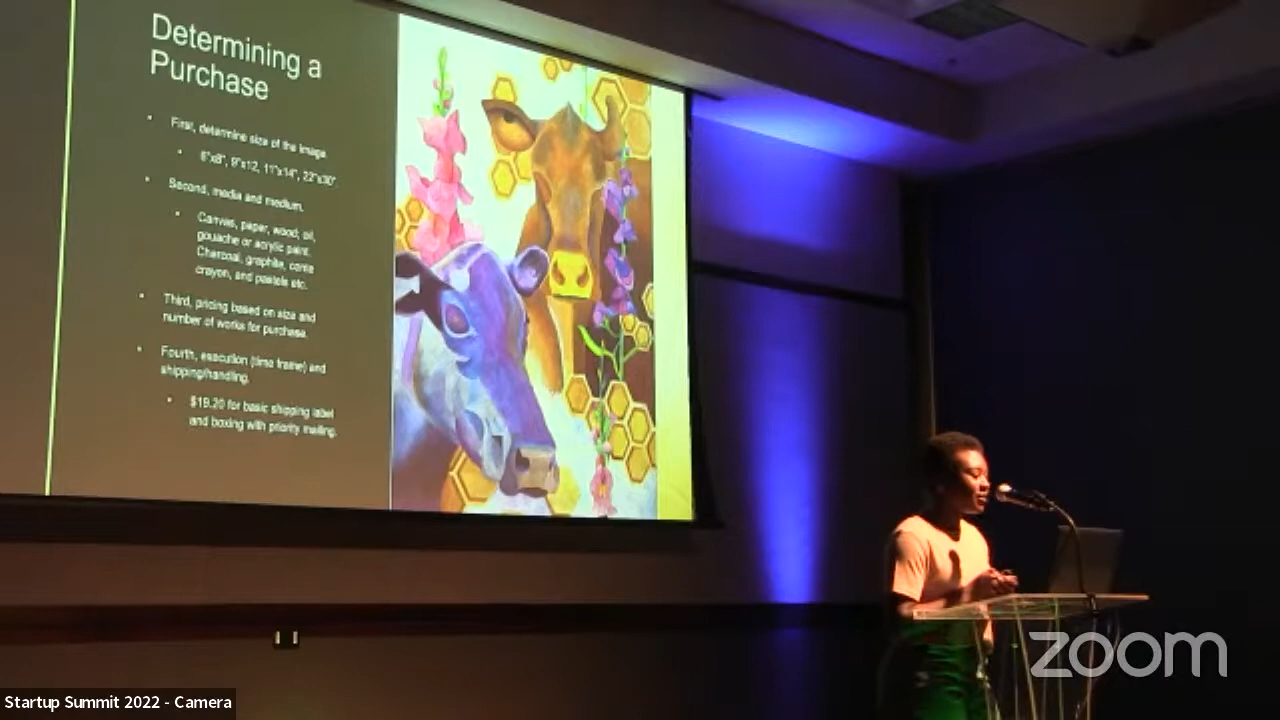 Determining a
Purchase
• First, determine size of the image
• 6"x8", 9"x12, 11"x14", 22"x30".
• Second, media and medium.
• Canvas, paper, wood; oil,
gouache or acrylic paint.
Charcoal, graphite, conte
crayon, and pastels etc.
• Third, pricing based on size and
number of works for purchase.
• Fourth, execution (time frame) and
shipping/handling.
• $19.20 for basic shipping label
and boxing with priority mailing.
zoom
Startup Summit 2022 - Camera